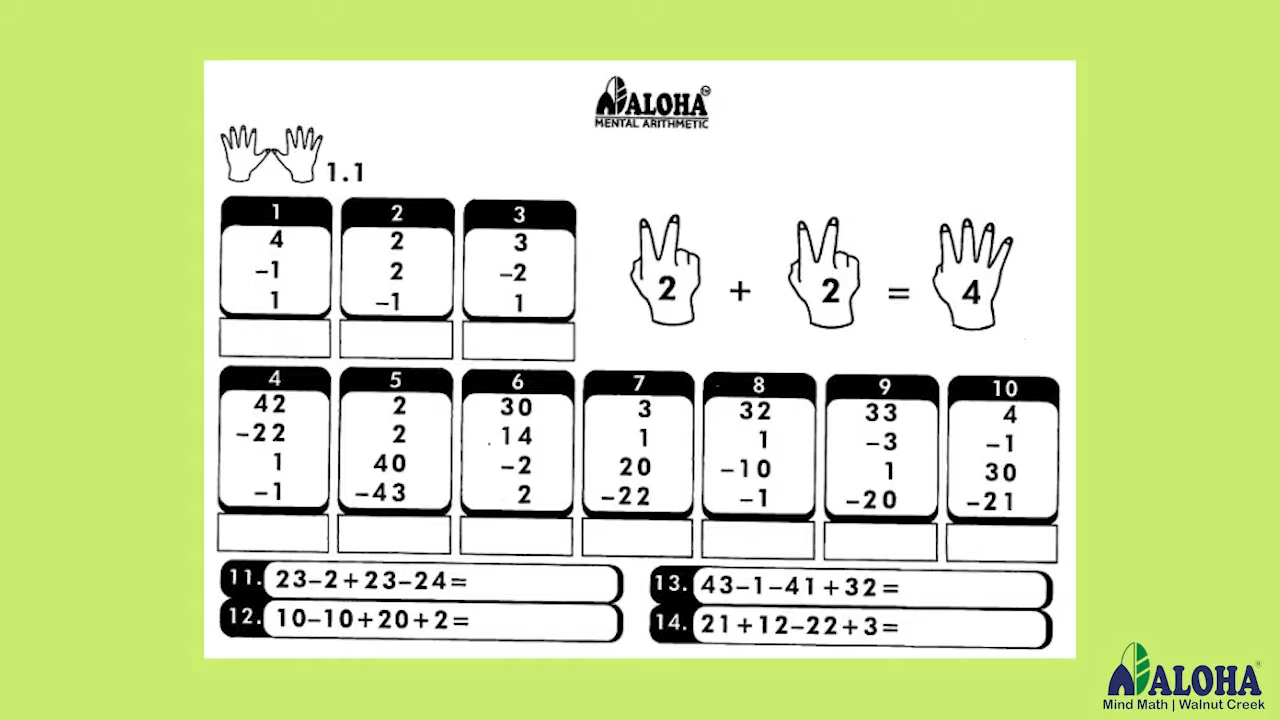 ALOHA TM
MENTAL ARITHMETIC
1.1
1 2 3
4 2 3
–1 2 –2
1 –1 1
2 + 2 = 4
4 5 6 7 8 9 10
42 2 30 3 32 33 4
–22 2 14 1 1 –3 –1
1 40 –2 20 –10 1 30
–1 –43 2 –22 –1 –20 –21
11. 23–2+23–24=
12. 10–10+20+2=
13. 43–1–41+32=
14. 21+12–22+3=
ALOHA ®
Mind Math | Walnut Creek